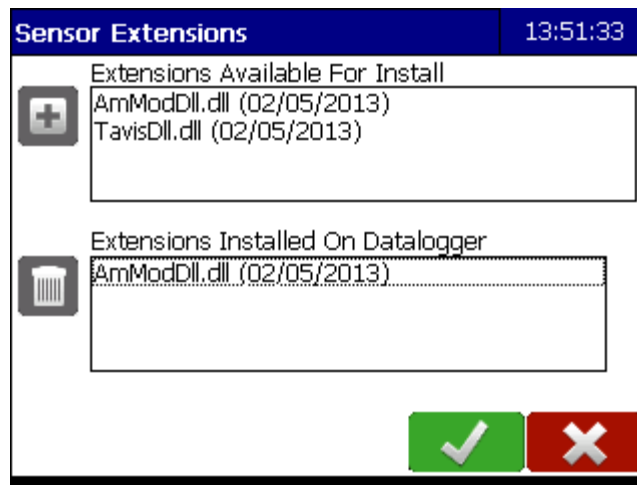 Sensor Extensions
13:51:33
Extensions Available For Install
AmModDll.dll (02/05/2013)
TavisDll.dll (02/05/2013)
Extensions Installed On Datalogger
AmModDll.dll (02/05/2013)